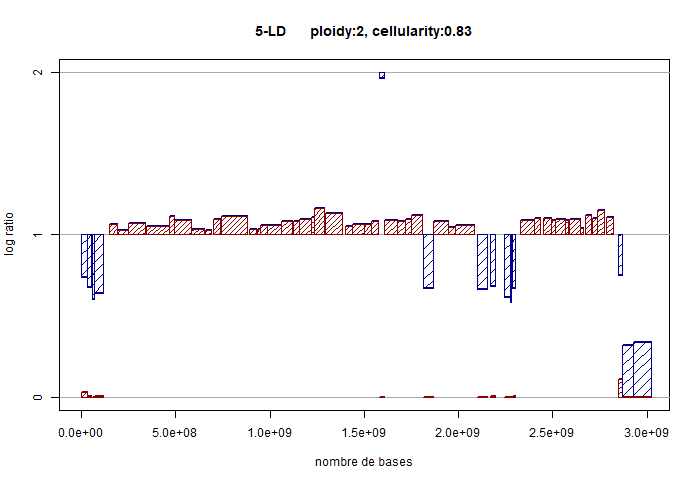 5-LD ploidy:2, cellularity:0.83
log ratio
2
1
0
0.0e+00 5.0e+08 1.0e+09 1.5e+09 2.0e+09 2.5e+09 3.0e+09
nombre de bases